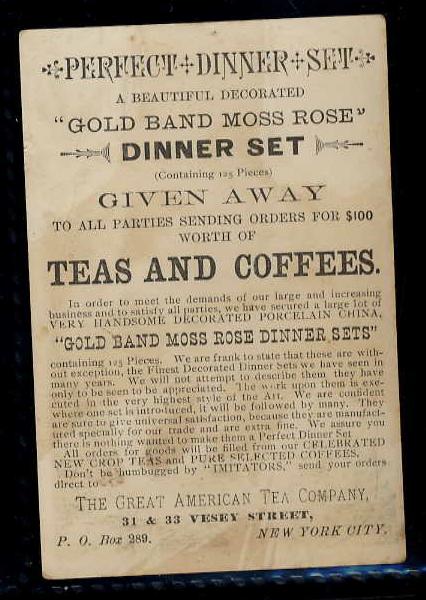 PERFECT DINNER SET
A BEAUTIFUL DECORATED
"GOLD BAND MOSS ROSE"
DINNER SET
(Containing 125 Pieces)
GIVEN AWAY
TO ALL PARTIES SENDING ORDERS FOR $100
WORTH OF
TEAS AND COFFEES.
In order to meet the demands of our large and increasing
business and to satisfy all parties, we have secured a large lot of
VERY HANDSOME DECORATED PORCELAIN CHINA,
"GOLD BAND MOSS ROSE DINNER SETS"
containing 125 Pieces. We are frank to state that these are with-
out exception, the Finest Decorated Dinner Sets we have seen in
many years. We will not attempt to describe them they have
only to be seen to be appreciated. The work upon them is exe-
cuted in the very highest style of the Art. We are confident
where one set is introduced, it will be followed by many. They
are sure to give universal satisfaction, because they are manufact-
ured specially for our trade and are extra fine. We assure you
there is nothing wanted to make them a Perfect Dinner Set
All orders for goods will be filled from our CELEBRATED
NEW CROP TEAS and PURE SELECTED COFFEES.
Don't be humbugged by "IMITATORS," send your orders
direct to
THE GREAT AMERICAN TEA COMPANY,
31 & 33 VESEY STREET,
P. O. Box 289. NEW YORK CITY.